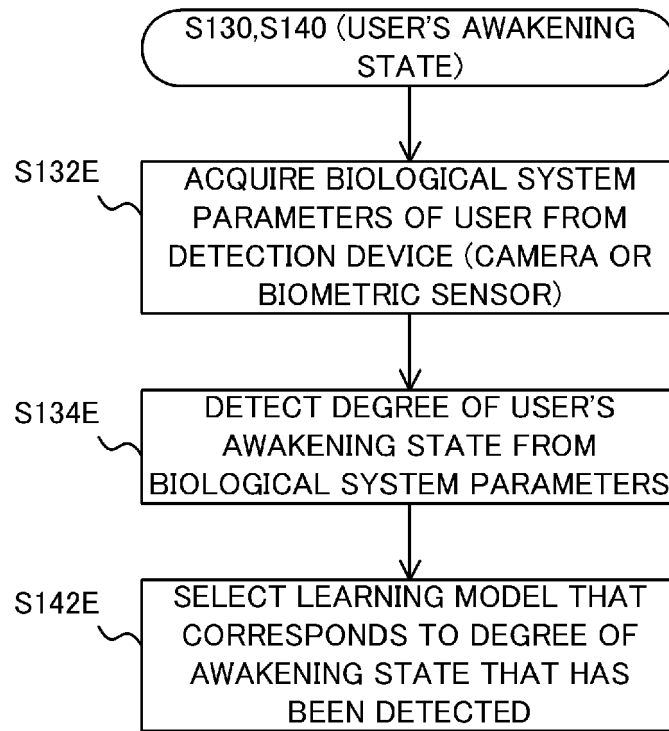 S130,S140 (USER'S AWAKENING
STATE)
S132E
ACQUIRE BIOLOGICAL SYSTEM
PARAMETERS OF USER FROM
DETECTION DEVICE (CAMERA OR
BIOMETRIC SENSOR)
S134E
DETECT DEGREE OF USER'S
AWAKENING STATE FROM
BIOLOGICAL SYSTEM PARAMETERS
S142E
SELECT LEARNING MODEL THAT
CORRESPONDS TO DEGREE OF
AWAKENING STATE THAT HAS
BEEN DETECTED